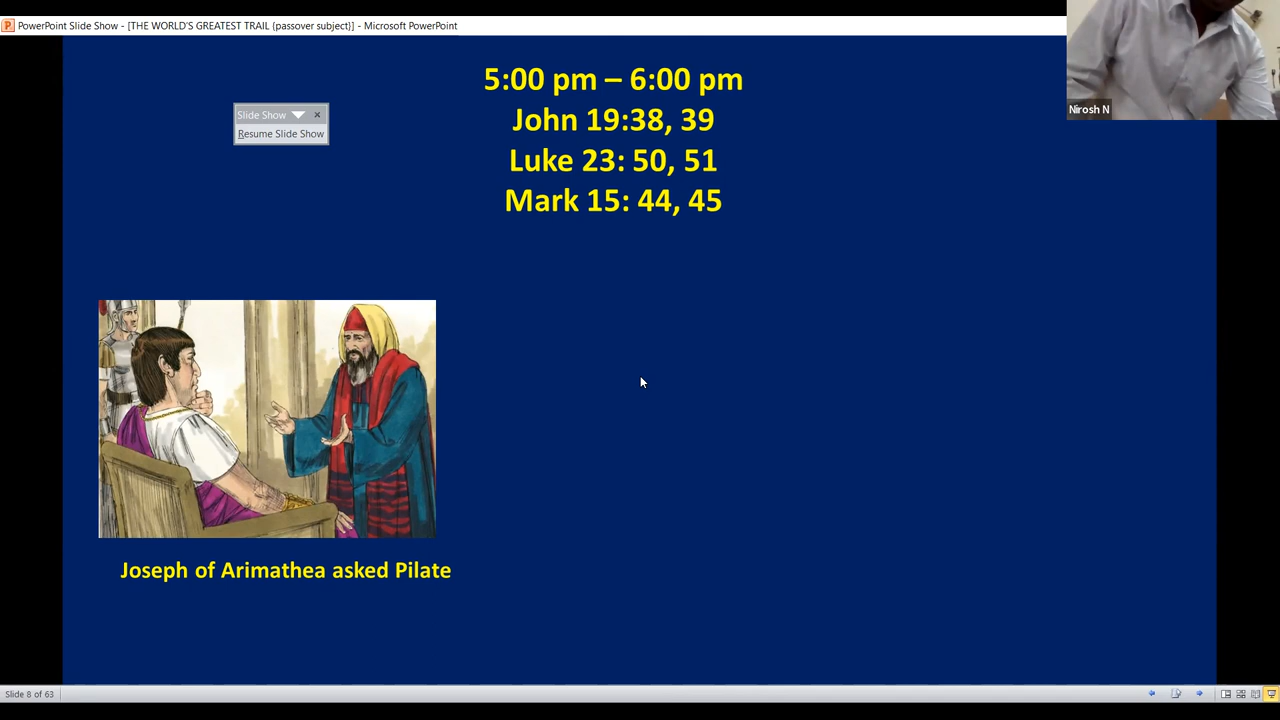 PowerPoint Slide Show - [THE WORLD'S GREATEST TRAIL (passover subject}] - Microsoft PowerPoint
5:00 pm – 6:00 pm
John 19:38, 39
Luke 23: 50, 51
Mark 15: 44, 45
Slide Show
Resume Slide Show
Nirosh N
Joseph of Arimathea asked Pilate
Slide 8 of 63